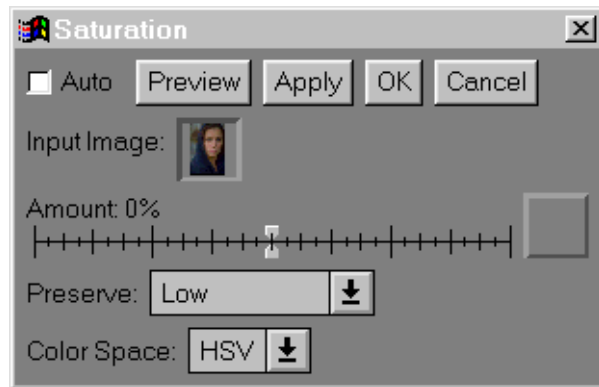 Saturation
Auto Preview Apply OK Cancel
Input Image:
Amount: 0%
Preserve: Low
Color Space: HSV